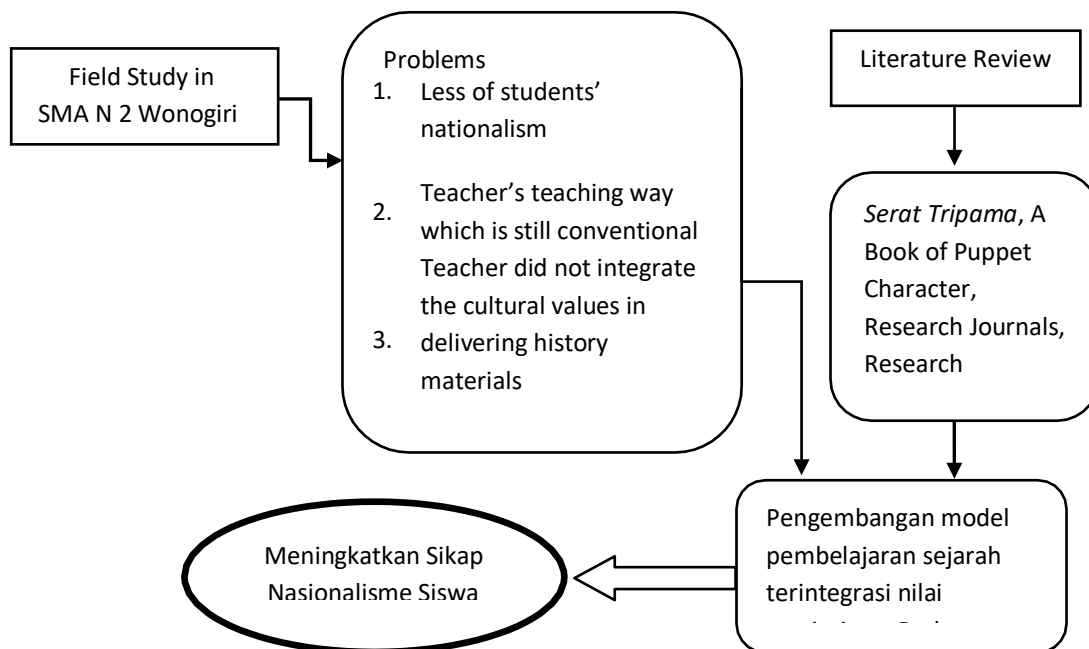 Field Study in
SMA N 2 Wonogiri
Problems
1. Less of students'
nationalism
2. Teacher's teaching way
which is still conventional
Teacher did not integrate
the cultural values in
3. delivering history
materials
Literature Review
Serat Tripama, A
Book of Puppet
Character,
Research Journals,
Research
Pengembangan model
pembelajaran sejarah
terintegrasi nilai
Meningkatkan Sikap
Nasionalisme Siswa